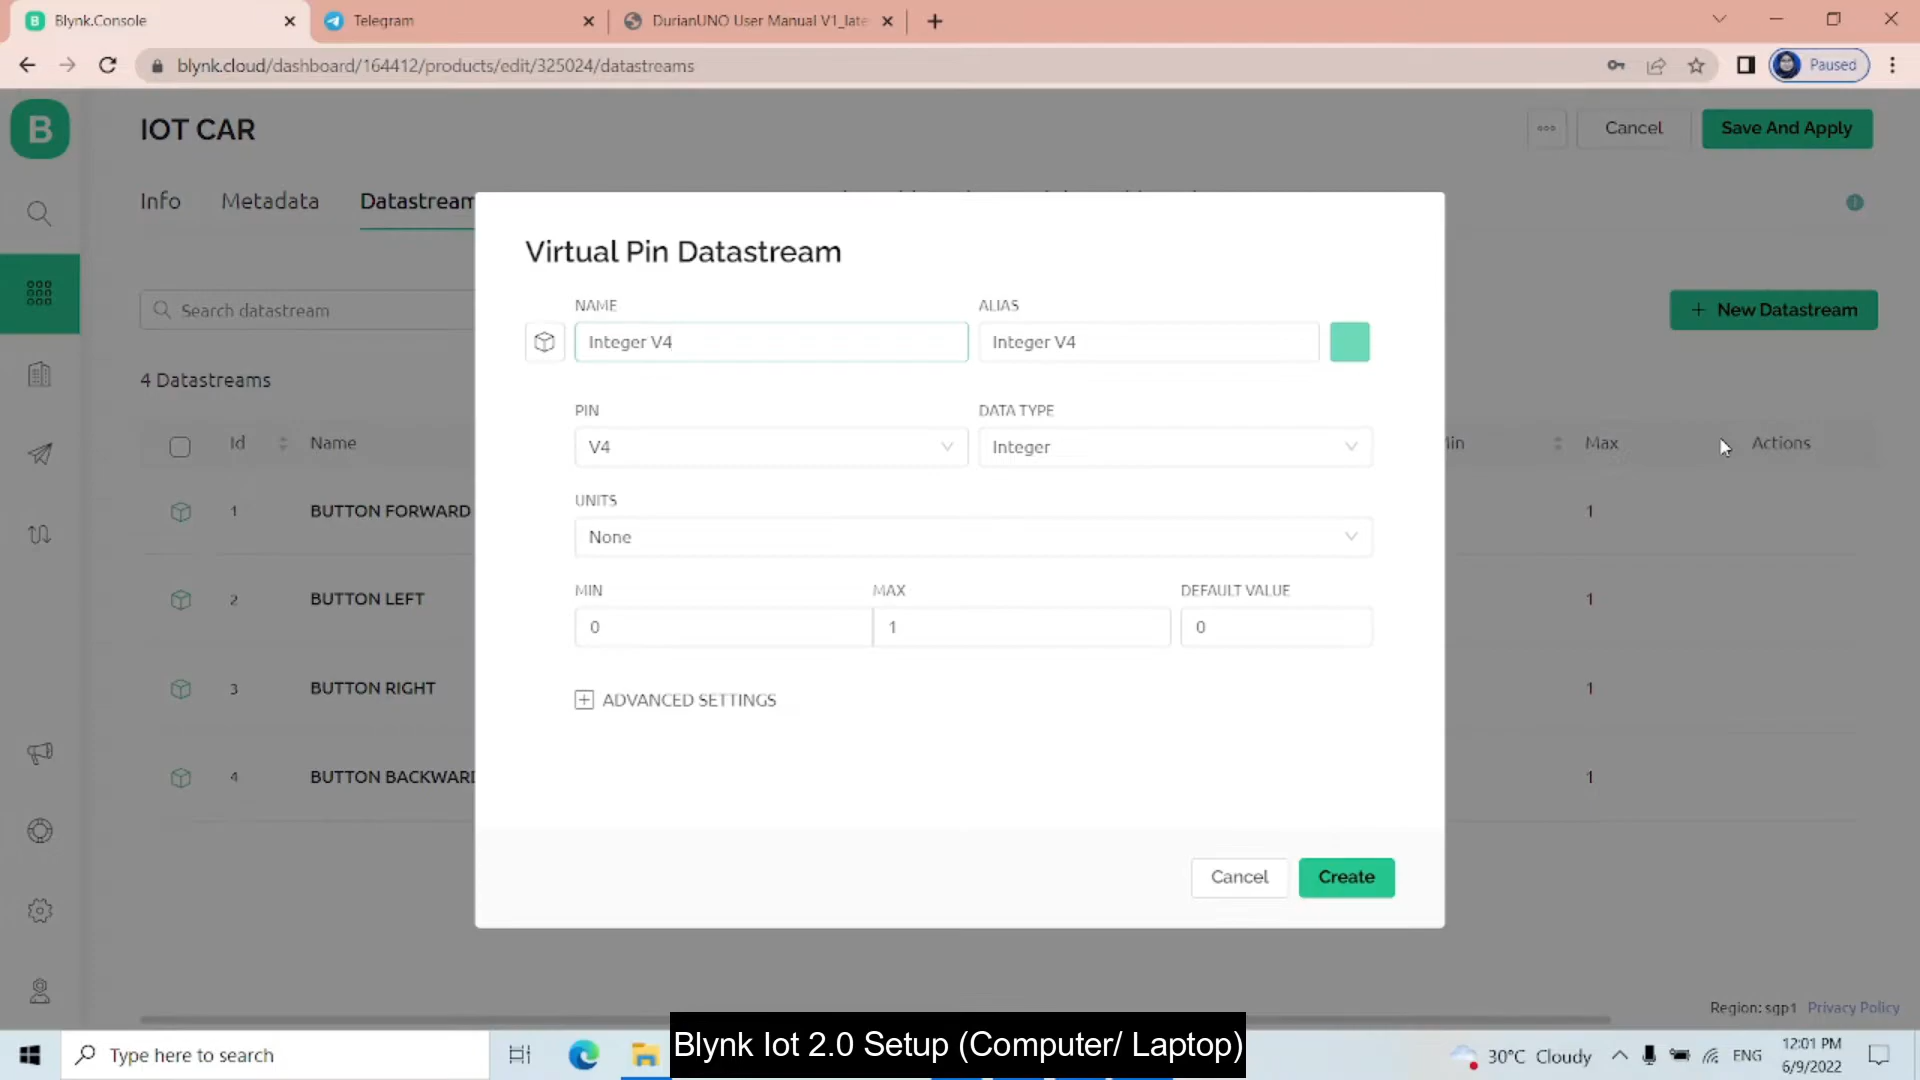 Blynk.Console
Telegram
DurianUNO User Manual V1_late
blynk.cloud/dashboard/164412/products/edit/325024/datastreams
Paused
B
IOT CAR
Cancel
Save And Apply
Info
Metadata
Datastream
Search datastream
+ New Datastream
4 Datastreams
Id
Name
Min
Max
Actions
1
BUTTON FORWARD
1
2
BUTTON LEFT
1
3
BUTTON RIGHT
1
4
BUTTON BACKWARD
1
Virtual Pin Datastream
NAME
ALIAS
Integer V4
Integer V4
PIN
DATA TYPE
V4
Integer
UNITS
None
MIN
MAX
DEFAULT VALUE
0
1
0
ADVANCED SETTINGS
Cancel
Create
Region: sgp1 Privacy Policy
Type here to search
Blynk Iot 2.0 Setup (Computer/ Laptop)
30°C Cloudy
ENG
12:01 PM
6/9/2022